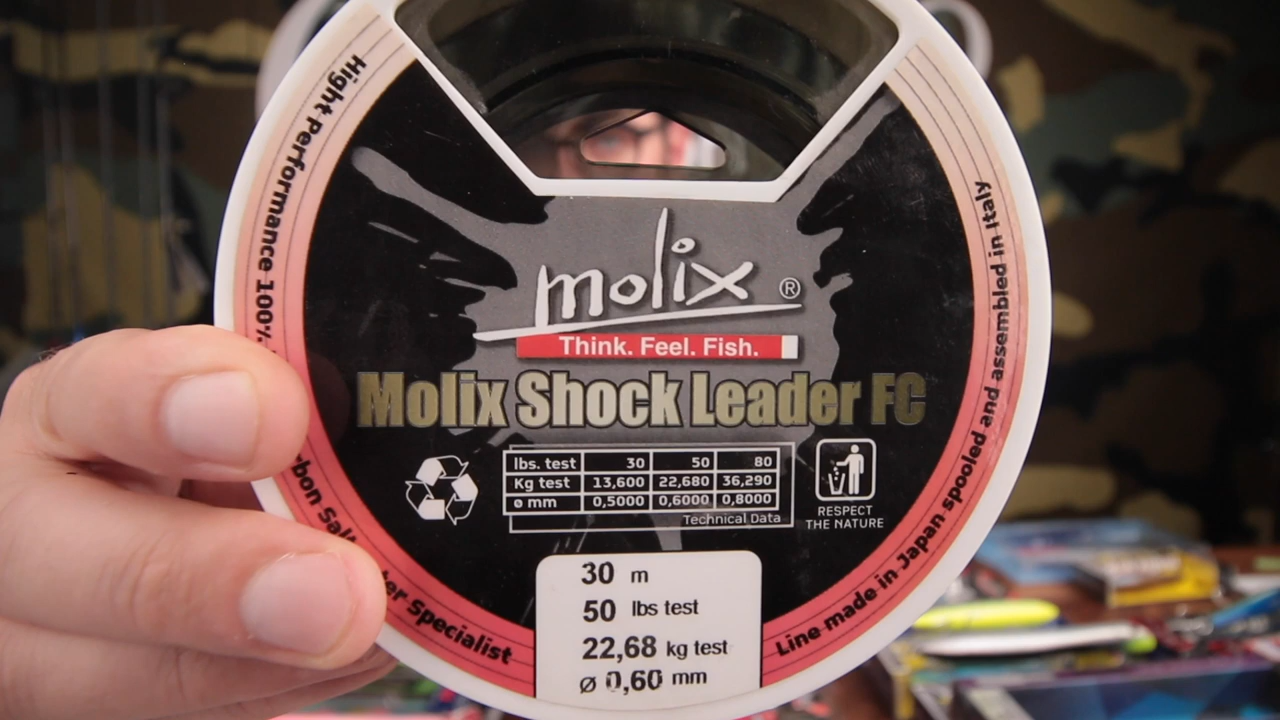 Hight Performance 100%
rbon Salt
ter Specialist
molix ®
Think. Feel. Fish.
Molix Shock Leader FC
lbs. test 30 50 80
Kg test 13,600 22,680 36,290
ø mm 0,5000 0,6000 0,8000
Technical Data
RESPECT
THE NATURE
30 m
50 lbs test
22,68 kg test
Ø 0,60 mm
Line made in Japan spooled and assembled in Italy